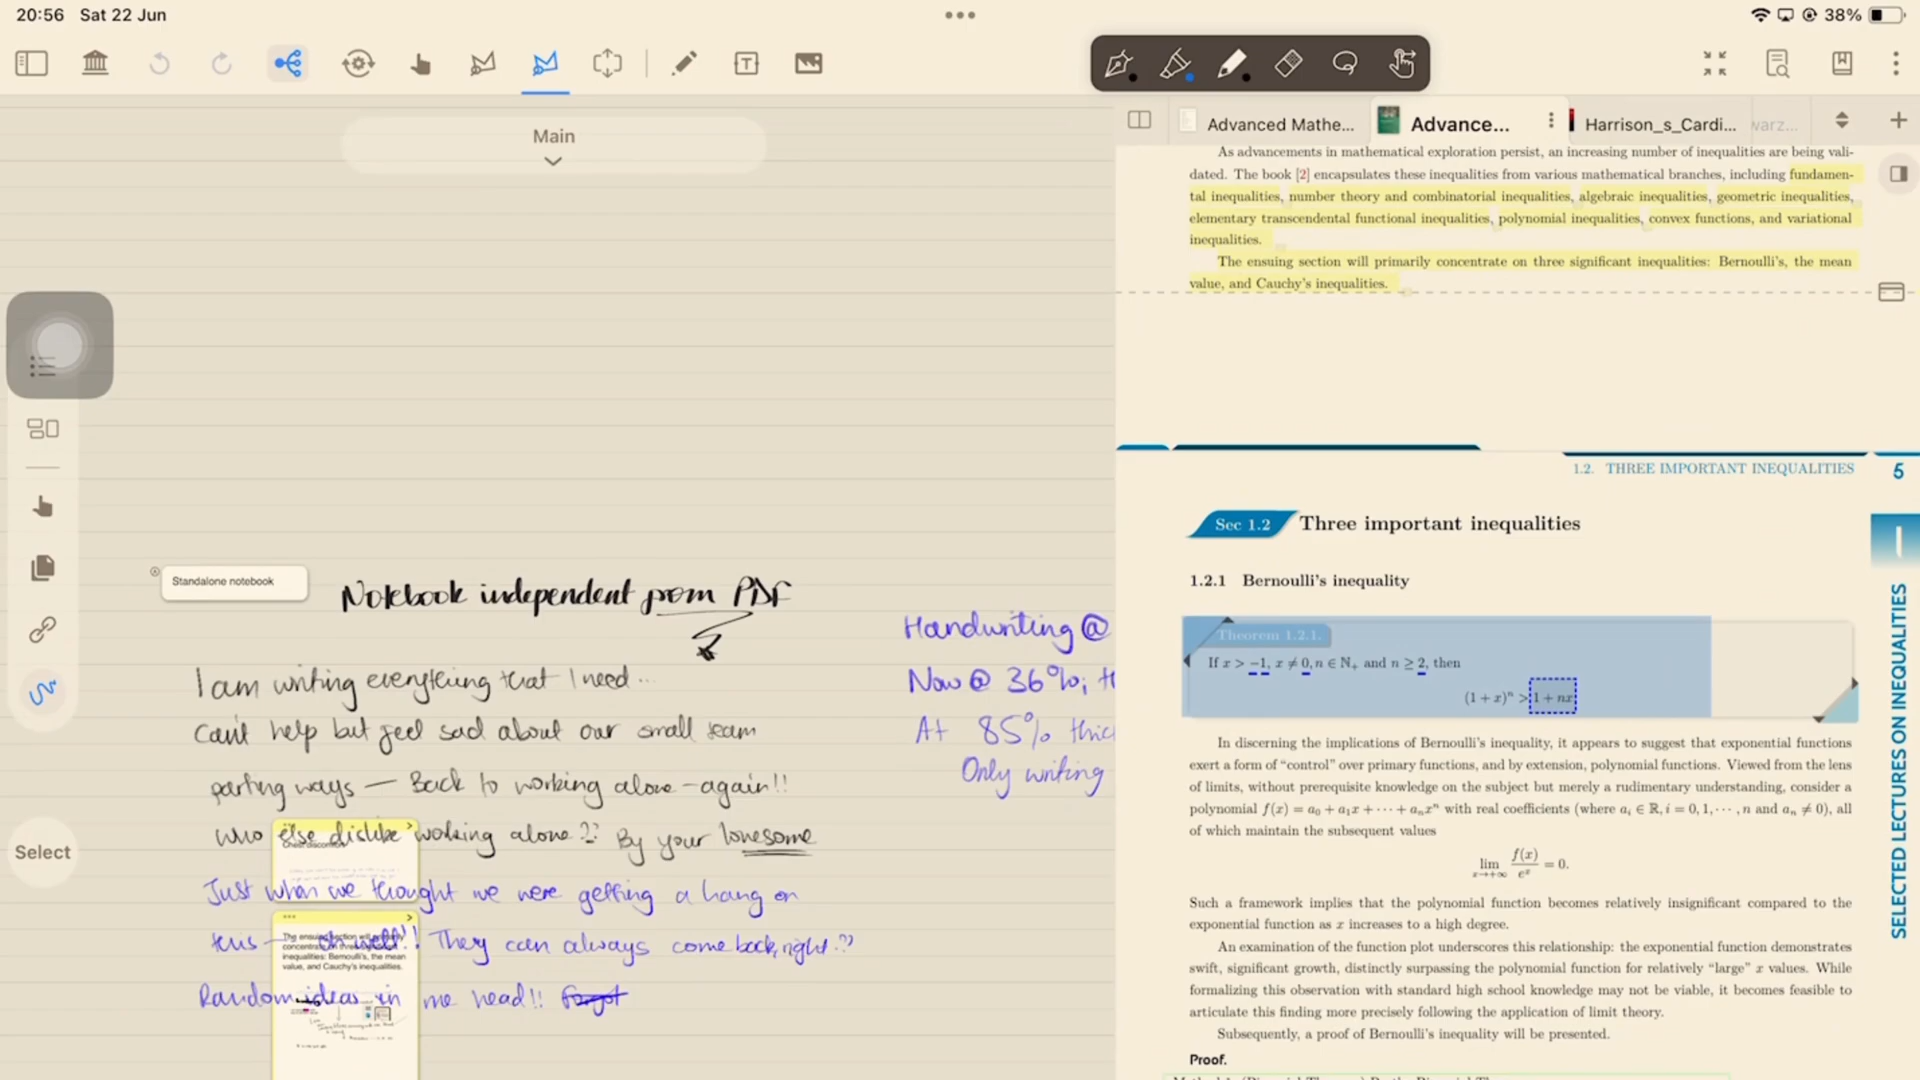 20:56 Sat 22 Jun
38%
Main
Standalone notebook
Notebook independent from PDF
I am writing everything that I need...
Can't help but feel sad about our small team
parting ways — Back to working alone - again!!
Who else dislike working alone?? By your lonesome
Just when we thought we were getting a hang on
this — oh well!! They can always come back, right??
Random ideas in me head!!
The ensuing section will
concentrate on three
inequalities: Bernoulli's, the mean
value, and Cauchy's inequalities.
Handwriting @
Now @ 36%;
At 85% thic
Only writing
Select
Advanced Mathe...
Advance...
Harrison_s_Cardi...
warz...
As advancements in mathematical exploration persist, an increasing number of inequalities are being vali-
dated. The book [2] encapsulates these inequalities from various mathematical branches, including fundamen-
tal inequalities, number theory and combinatorial inequalities, algebraic inequalities, geometric inequalities,
elementary transcendental functional inequalities, polynomial inequalities, convex functions, and variational
inequalities.
The ensuing section will primarily concentrate on three significant inequalities: Bernoulli's, the mean
value, and Cauchy's inequalities.
1.2. THREE IMPORTANT INEQUALITIES 5
Sec 1.2 Three important inequalities
1.2.1 Bernoulli's inequality
Theorem 1.2.1.
If x > −1, x ≠ 0, n ∈ N₊ and n ≥ 2, then
(1 + x)ⁿ > 1 + nx
In discerning the implications of Bernoulli's inequality, it appears to suggest that exponential functions
exert a form of “control” over primary functions, and by extension, polynomial functions. Viewed from the lens
of limits, without prerequisite knowledge on the subject but merely a rudimentary understanding, consider a
polynomial f(x) = a₀ + a₁x + ··· + aₙxⁿ with real coefficients (where aᵢ ∈ ℝ, i = 0, 1, ··· , n and aₙ ≠ 0), all
of which maintain the subsequent values
lim x→+∞ f(x)/eˣ = 0.
Such a framework implies that the polynomial function becomes relatively insignificant compared to the
exponential function as x increases to a high degree.
An examination of the function plot underscores this relationship: the exponential function demonstrates
swift, significant growth, distinctly surpassing the polynomial function for relatively “large” x values. While
formalizing this observation with standard high school knowledge may not be viable, it becomes feasible to
articulate this finding more precisely following the application of limit theory.
Subsequently, a proof of Bernoulli's inequality will be presented.
Proof.
I
SELECTED LECTURES ON INEQUALITIES